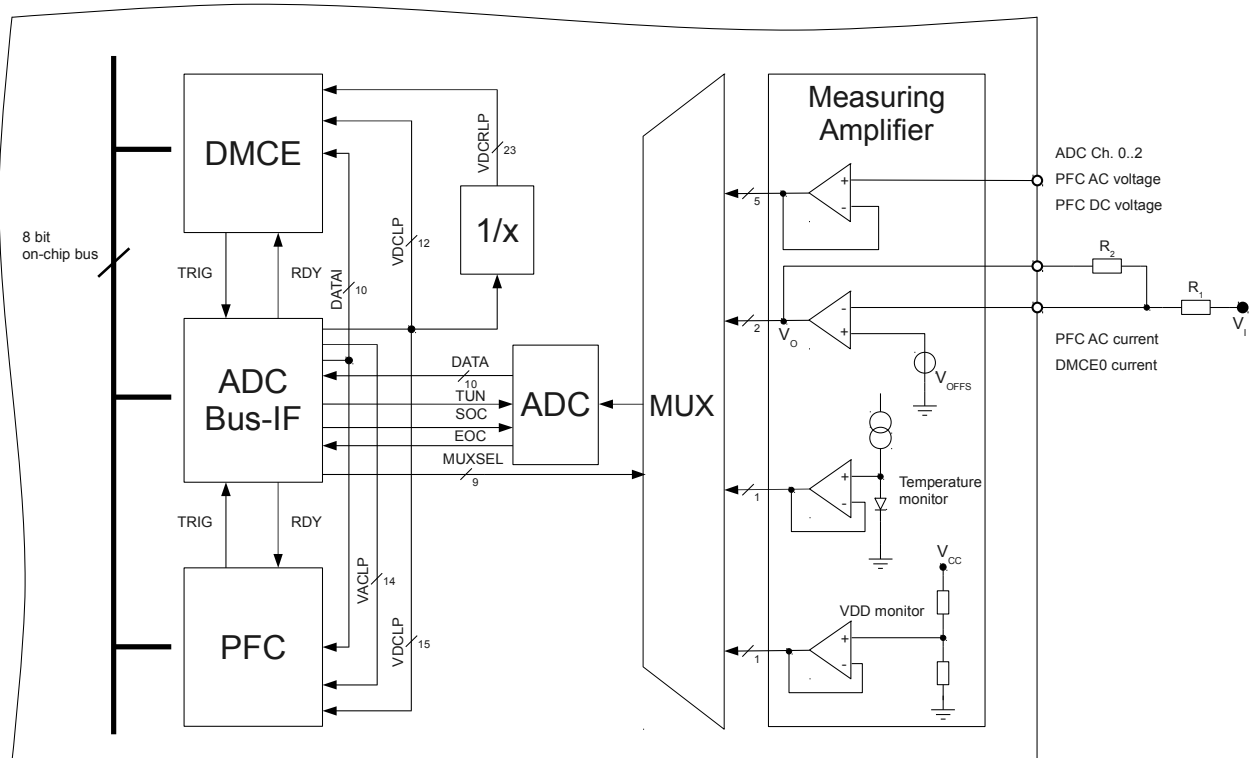 Measuring
Amplifier
DMCE
VDCRLP
23
1/x
VDCLP
12
DATAI
10
8 bit
on-chip bus
TRIG
RDY
ADC
Bus-IF
DATA
10
TUN
SOC
EOC
MUXSEL
9
ADC
MUX
TRIG
RDY
VACLP
14
VDCLP
15
PFC
5
+
-
ADC Ch. 0..2
PFC AC voltage
PFC DC voltage
R2
R1
VI
2
VO
-
+
VOFFS
PFC AC current
DMCE0 current
1
+
-
Temperature
monitor
VCC
VDD monitor
1
+
-